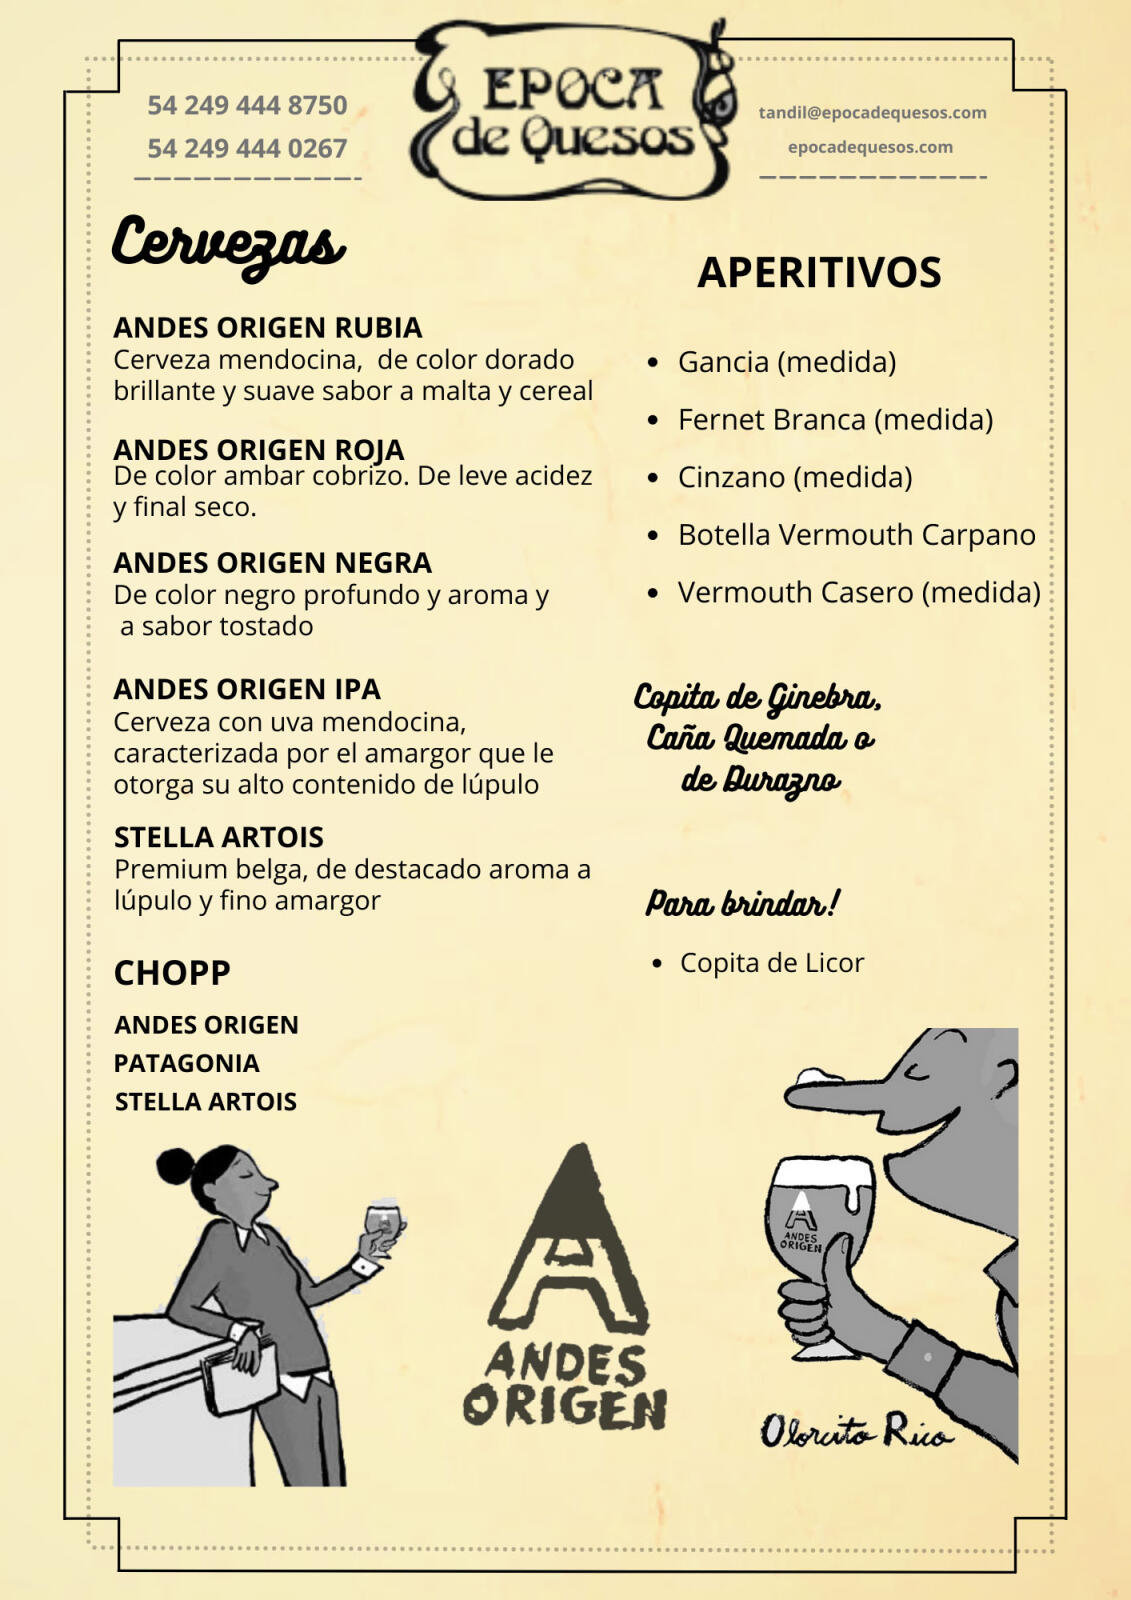 54 249 444 8750
54 249 444 0267
EPOCA
de Quesos
tandil@epocadequesos.com
epocadequesos.com
Cervezas
ANDES ORIGEN RUBIA
Cerveza mendocina,  de color dorado
brillante y suave sabor a malta y cereal
ANDES ORIGEN ROJA
De color ambar cobrizo. De leve acidez
y final seco.
ANDES ORIGEN NEGRA
De color negro profundo y aroma y
a sabor tostado
ANDES ORIGEN IPA
Cerveza con uva mendocina,
caracterizada por el amargor que le
otorga su alto contenido de lúpulo
STELLA ARTOIS
Premium belga, de destacado aroma a
lúpulo y fino amargor
CHOPP
ANDES ORIGEN
PATAGONIA
STELLA ARTOIS
APERITIVOS
• Gancia (medida)
• Fernet Branca (medida)
• Cinzano (medida)
• Botella Vermouth Carpano
• Vermouth Casero (medida)
Copita de Ginebra,
Caña Quemada o
de Durazno
Para brindar!
• Copita de Licor
A
ANDES
ORIGEN
A
ANDES
ORIGEN
Olorcito Rico